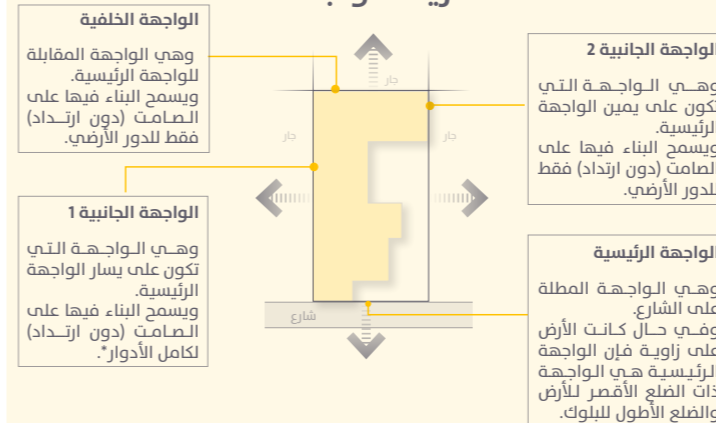 الواجهة الخلفية
وهي الواجهة المقابلة
للواجهة الرئيسية.
ويسمح البناء فيها على
الصامت (دون ارتداد)
فقط للدور الأرضي.
الواجهة الجانبية 2
وهي الواجهة التي
تكون على يمين الواجهة
الرئيسية.
ويسمح البناء فيها على
الصامت (دون ارتداد) فقط
للدور الأرضي.
جار
جار
جار
شارع
الواجهة الجانبية 1
وهي الواجهة التي
تكون على يسار الواجهة
الرئيسية.
ويسمح البناء فيها على
الصامت (دون ارتداد)
لكامل الأدوار*.
الواجهة الرئيسية
وهي الواجهة المطلة
على الشارع.
وفي حال كانت الأرض
على زاوية فإن الواجهة
الرئيسية هي الواجهة
ذات الضلع الأقصر للأرض
والضلع الأطول للبلوك.